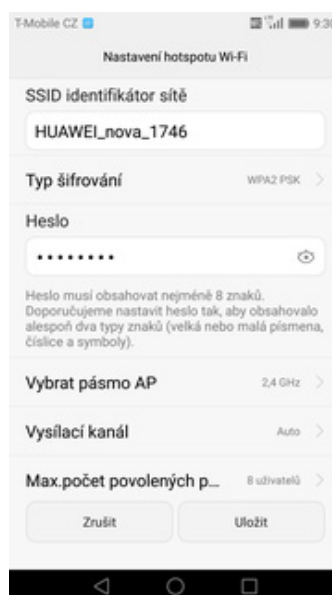 T-Mobile CZ
9:30
Nastavení hotspotu Wi-Fi
SSID identifikátor sítě
HUAWEI_nova_1746
Typ šifrování WPA2 PSK
Heslo
••••••••
Heslo musí obsahovat nejméně 8 znaků.
Doporučujeme nastavit heslo tak, aby obsahovalo
alespoň dva typy znaků (velká nebo malá písmena,
číslice a symboly).
Vybrat pásmo AP 2,4 GHz
Vysílací kanál Auto
Max.počet povolených p... 8 uživatelů
Zrušit Uložit